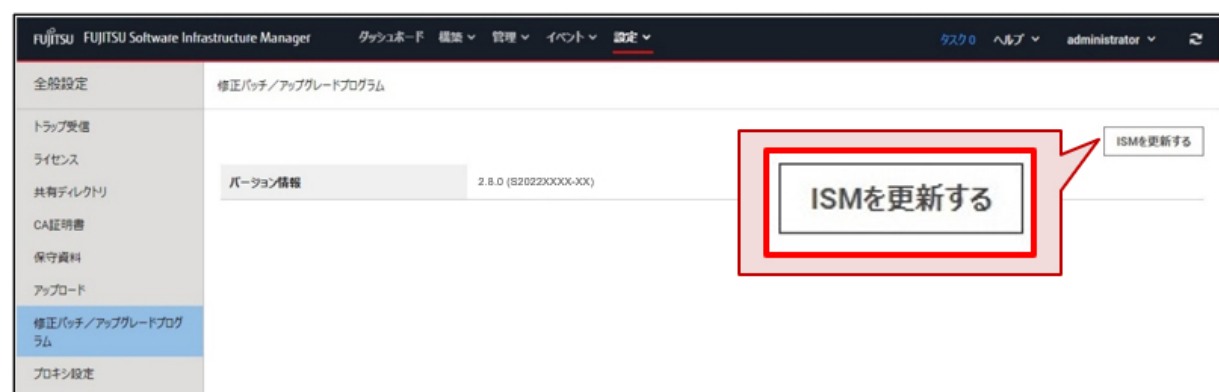 FUJITSU FUJITSU Software Infrastructure Manager ダッシュボード 構築 管理 イベント 設定 タスク 0 ヘルプ administrator
全般設定
修正パッチ/アップグレードプログラム
トラップ受信
ISMを更新する
ライセンス
バージョン情報 2.8.0 (S2022XXXX-XX)
ISMを更新する
共有ディレクトリ
CA証明書
保守資料
アップロード
修正パッチ/アップグレードプログ
ラム
プロキシ設定